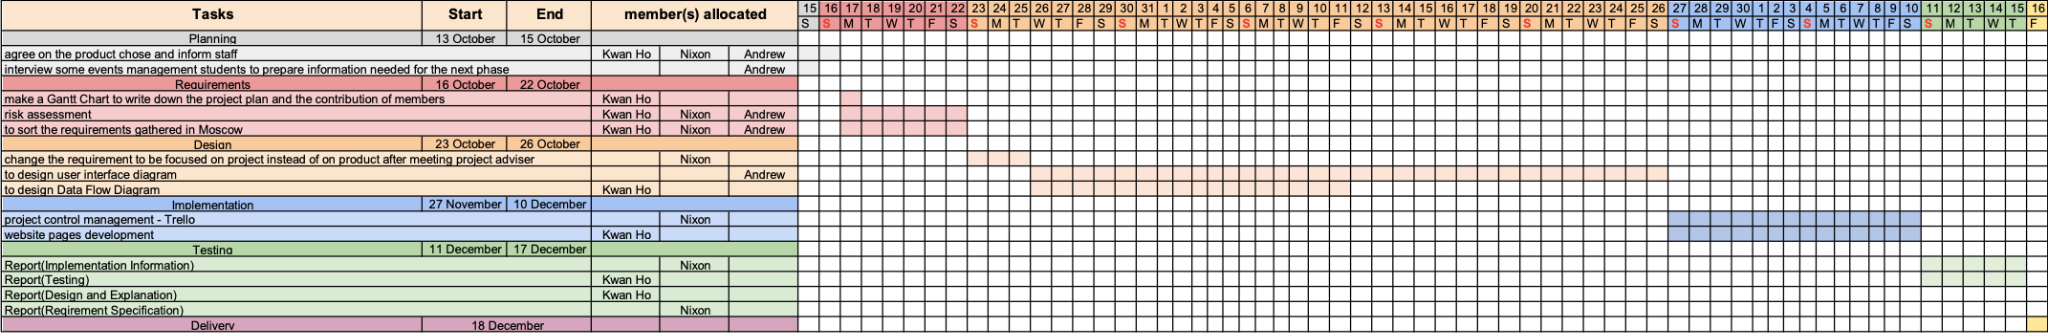 Tasks Start End member(s) allocated 15 16 17 18 19 20 21 22 23 24 25 26 27 28 29 30 31 1 2 3 4 5 6 7 8 9 10 11 12 13 14 15 16 17 18 19 20 21 22 23 24 25 26 27 28 29 30 1 2 3 4 5 6 7 8 9 10 11 12 13 14 15 16
S S M T W T F S S M T W T F S S M T W T F S S M T W T F S S M T W T F S S M T W T F S S M T W T F S S M T W T F S S M T W T F
Planning 13 October 15 October
agree on the product chose and inform staff Kwan Ho Nixon Andrew
interview some events management students to prepare information needed for the next phase Andrew
Requirements 16 October 22 October
make a Gantt Chart to write down the project plan and the contribution of members Kwan Ho
risk assessment Kwan Ho Nixon Andrew
to sort the requirements gathered in Moscow Kwan Ho Nixon Andrew
Design 23 October 26 October
change the requirement to be focused on project instead of on product after meeting project adviser Nixon
to design user interface diagram Andrew
to design Data Flow Diagram Kwan Ho
Implementation 27 November 10 December
project control management - Trello Nixon
website pages development Kwan Ho
Testing 11 December 17 December
Report(Implementation Information) Nixon
Report(Testing) Kwan Ho
Report(Design and Explanation) Kwan Ho
Report(Reqirement Specification) Nixon
Delivery 18 December